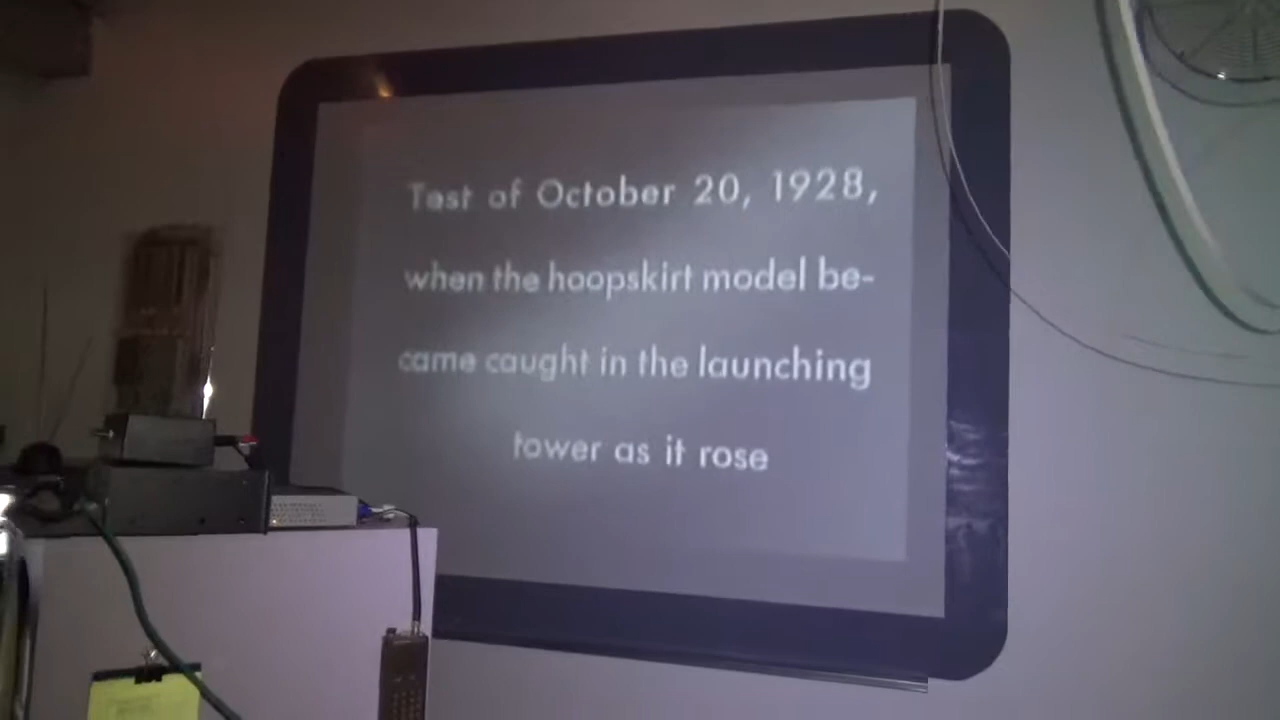 Test of October 20, 1928,
when the hoopskirt model be-
came caught in the launching
tower as it rose